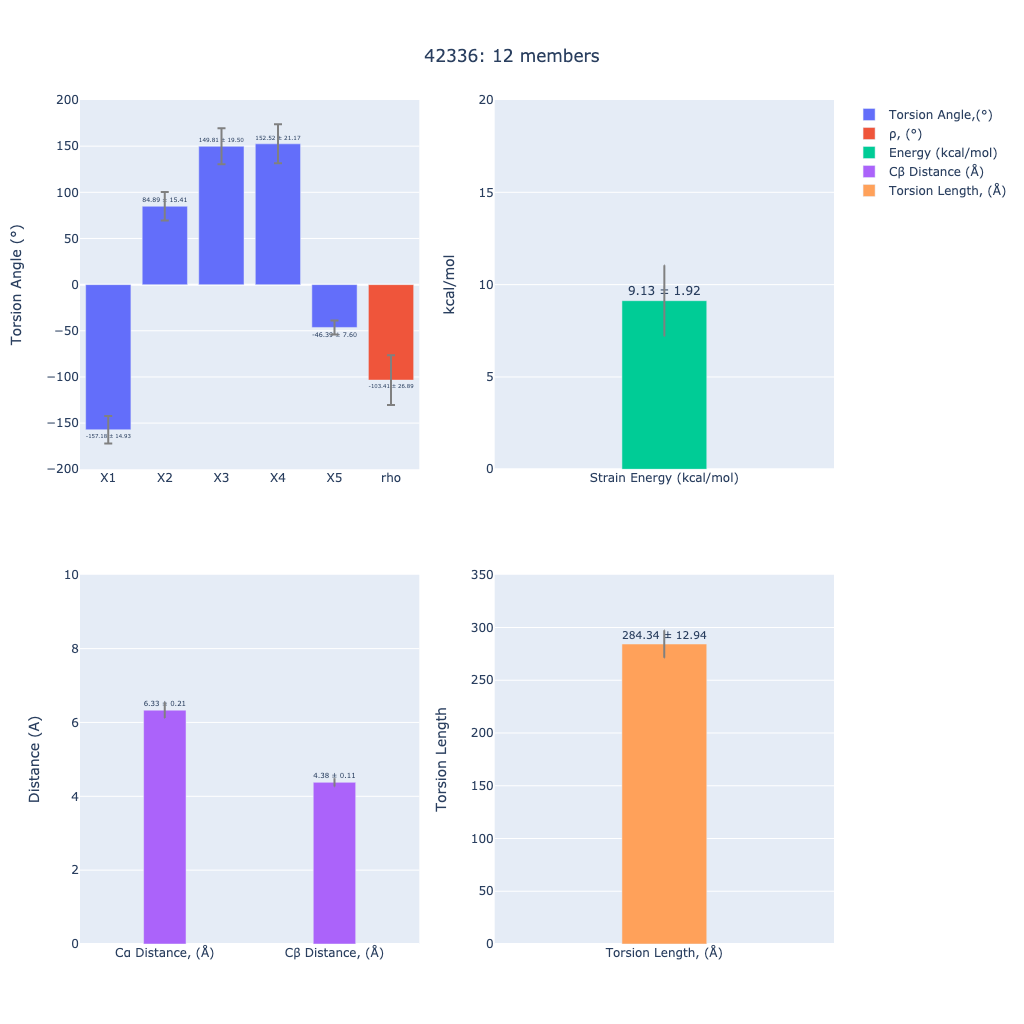 42336: 12 members
Torsion Angle (°)
200
150
100
50
0
−50
−100
−150
−200
-157.18 ± 14.93
84.89 ± 15.41
149.81 ± 19.50
152.52 ± 21.17
-46.39 ± 7.60
-103.41 ± 26.89
X1 X2 X3 X4 X5 rho
kcal/mol
20
15
10
5
0
9.13 ± 1.92
Strain Energy (kcal/mol)
Torsion Angle,(°)
ρ, (°)
Energy (kcal/mol)
Cβ Distance (Å)
Torsion Length, (Å)
Distance (A)
10
8
6
4
2
0
6.33 ± 0.21
4.38 ± 0.11
Cα Distance, (Å) Cβ Distance, (Å)
Torsion Length
350
300
250
200
150
100
50
0
284.34 ± 12.94
Torsion Length, (Å)